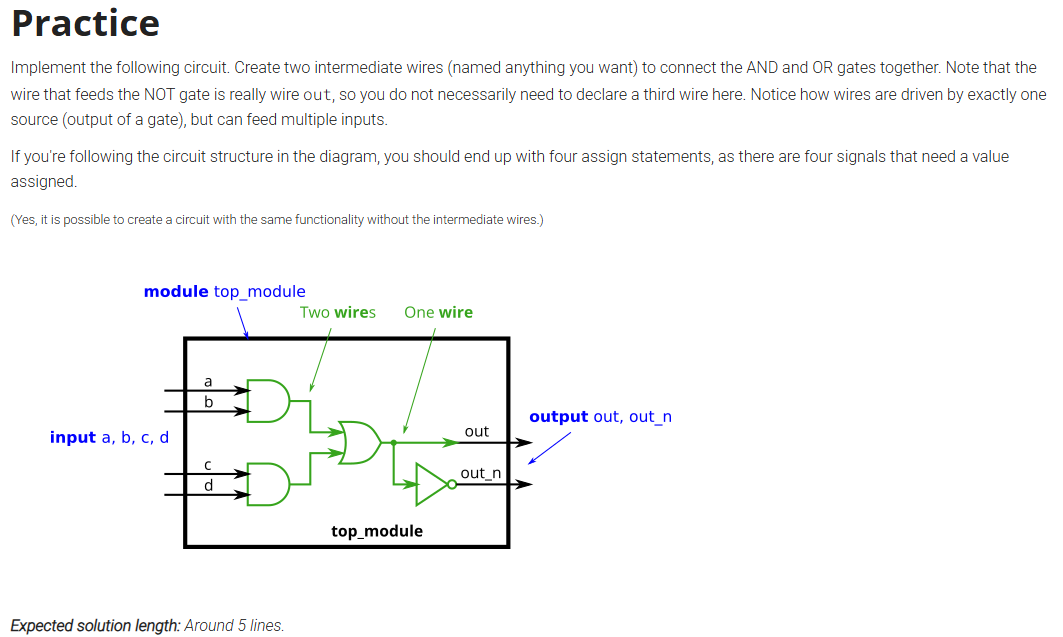 Practice
Implement the following circuit. Create two intermediate wires (named anything you want) to connect the AND and OR gates together. Note that the
wire that feeds the NOT gate is really wire out, so you do not necessarily need to declare a third wire here. Notice how wires are driven by exactly one
source (output of a gate), but can feed multiple inputs.
If you're following the circuit structure in the diagram, you should end up with four assign statements, as there are four signals that need a value
assigned.
(Yes, it is possible to create a circuit with the same functionality without the intermediate wires.)
module top_module
Two wires One wire
a
b
output out, out_n
out
input a, b, c, d
c
out_n
d
top_module
Expected solution length: Around 5 lines.